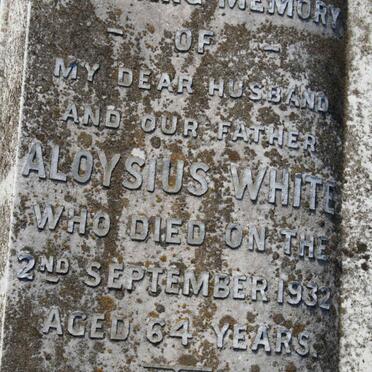 MEMORY
- OF -
MY DEAR HUSBAND
AND OUR FATHER
ALOYSIUS WHITE
WHO DIED ON THE
2ND SEPTEMBER 1932
AGED 64 YEARS.